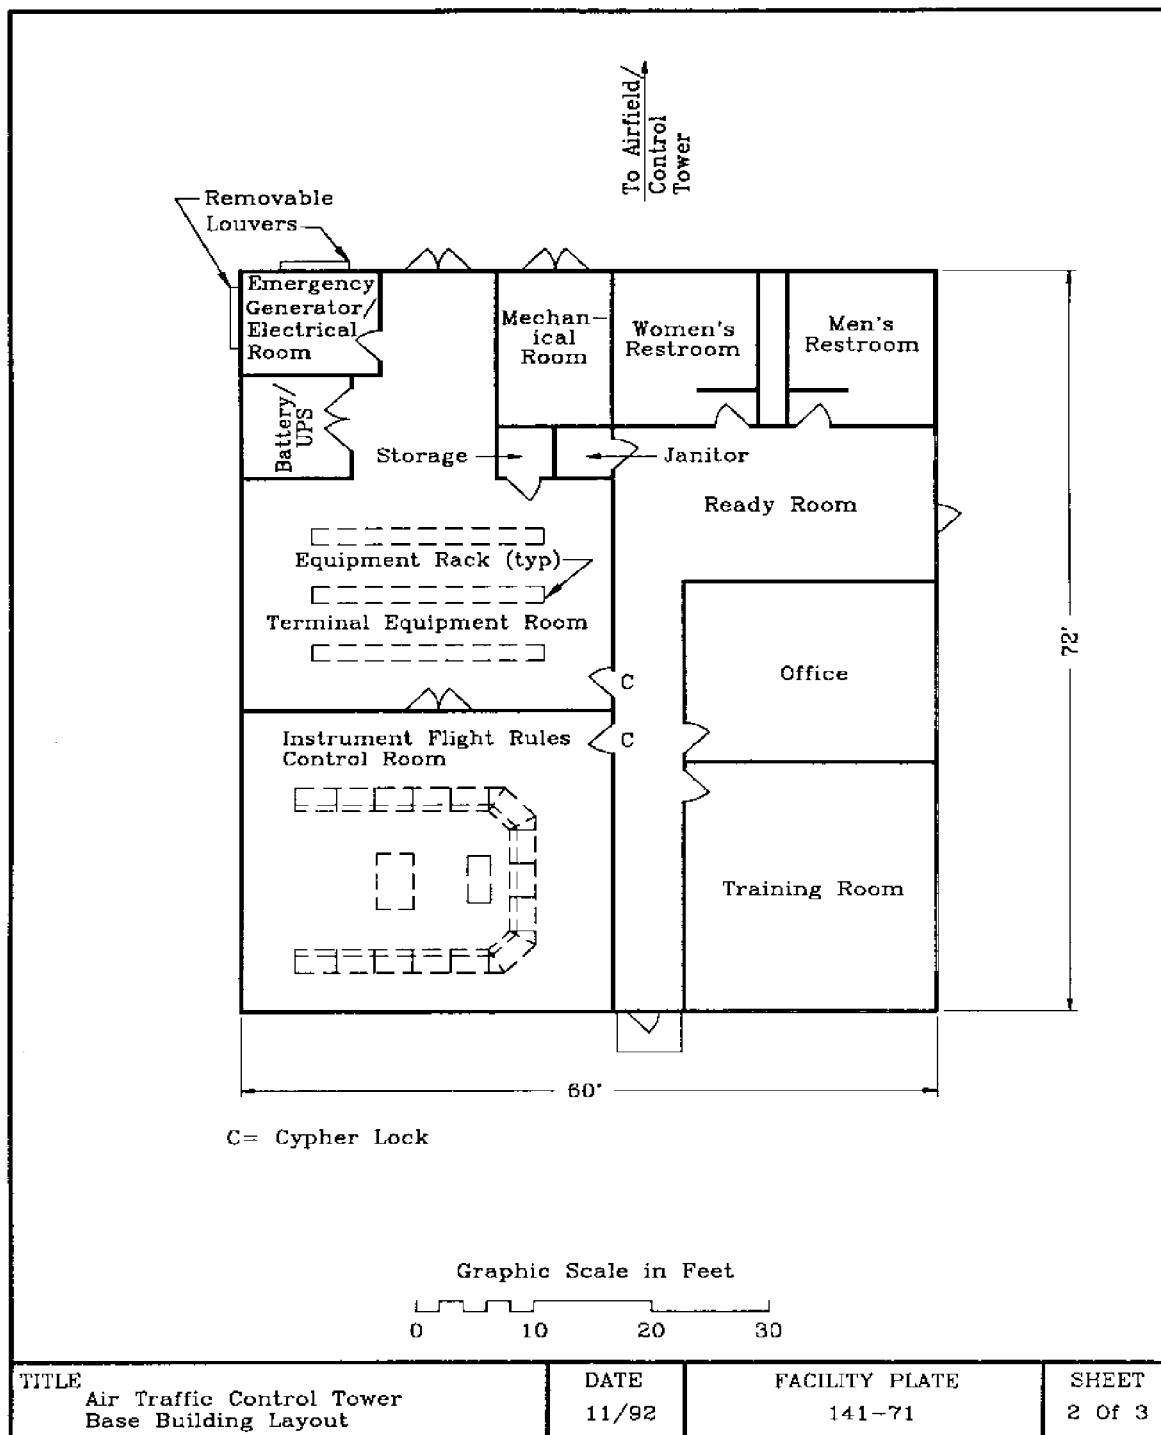 To Airfield/
Control
Tower
Removable
Louvers
Emergency
Generator/
Electrical
Room
Mechan-
ical
Room
Women's
Restroom
Men's
Restroom
Battery/
UPS
Storage
Janitor
Ready Room
Equipment Rack (typ)
Terminal Equipment Room
C
Office
72'
C
Instrument Flight Rules
Control Room
Training Room
60'
C= Cypher Lock
Graphic Scale in Feet
0 10 20 30
TITLE
Air Traffic Control Tower
Base Building Layout
DATE
11/92
FACILITY PLATE
141-71
SHEET
2 Of 3